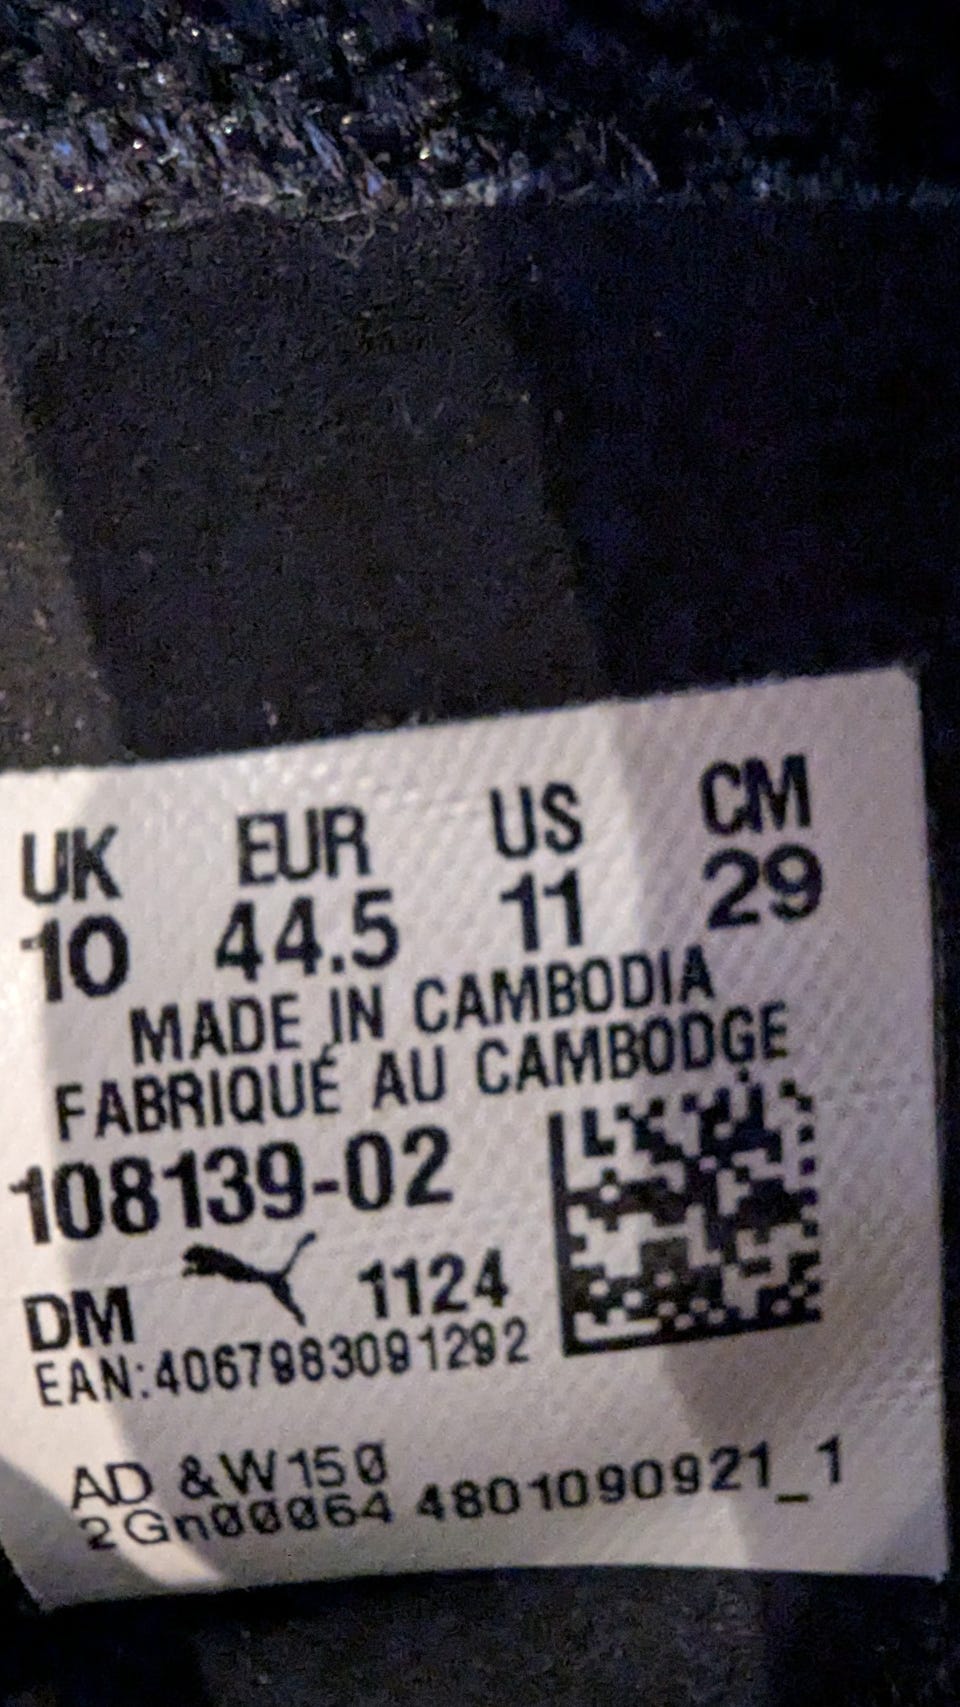 UK EUR US CM
10 44.5 11 29
MADE IN CAMBODIA
FABRIQUÉ AU CAMBODGE
108139-02
DM 1124
EAN:4067983091292
AD &W150
2Gn00064 4801090921_1